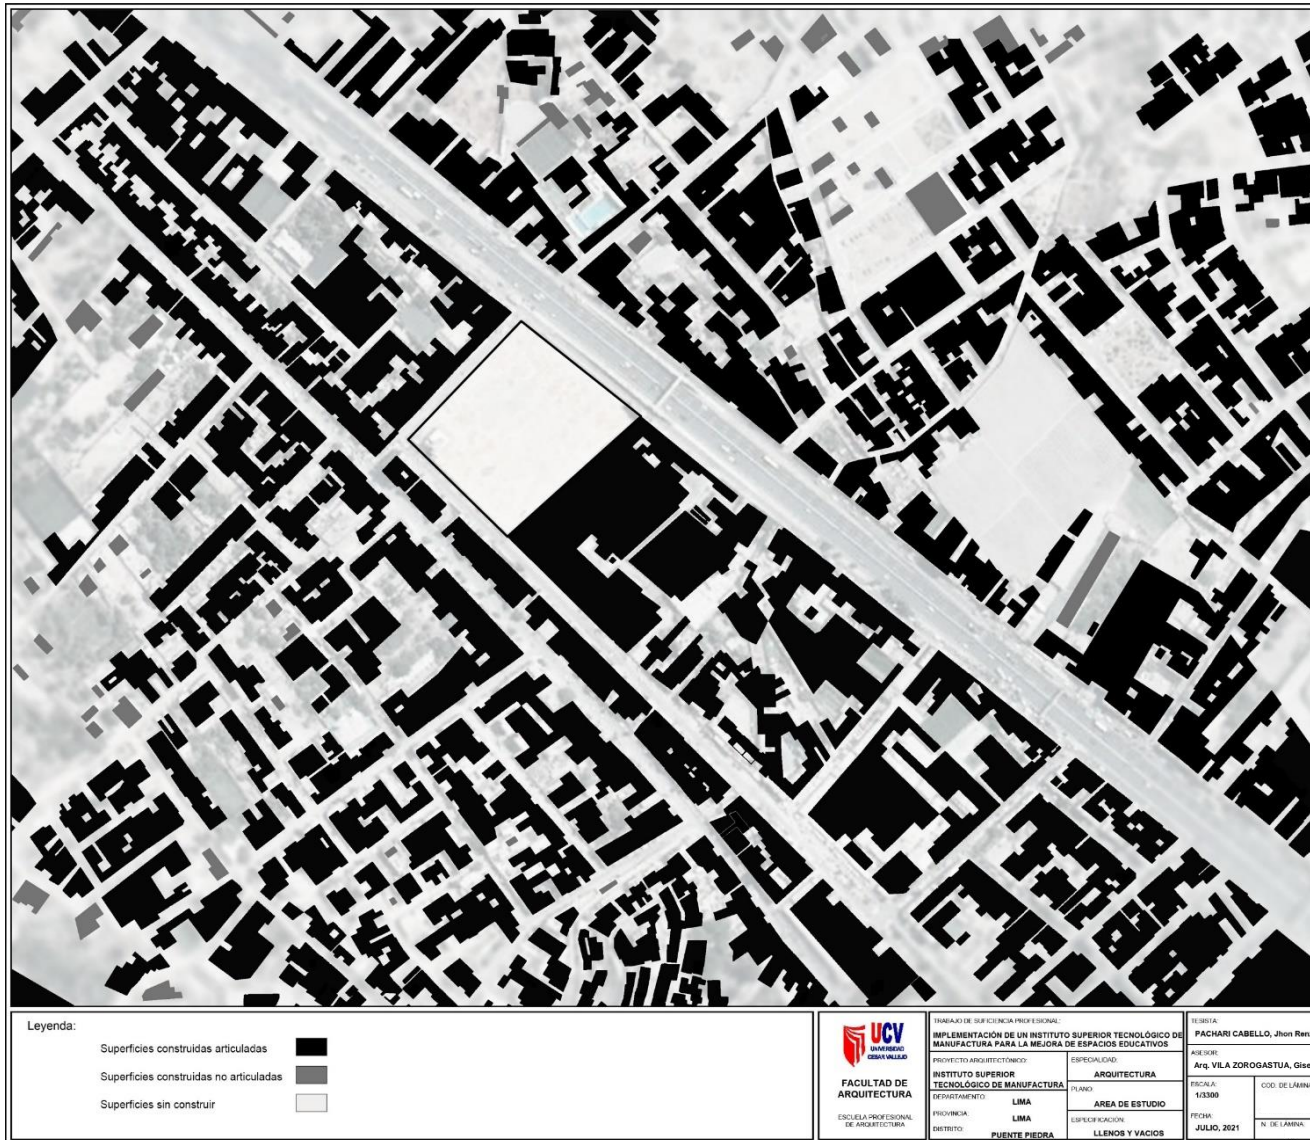 Leyenda:
Superficies construidas articuladas
Superficies construidas no articuladas
Superficies sin construir
UCV
UNIVERSIDAD
CESAR VALLEJO
FACULTAD DE
ARQUITECTURA
ESCUELA PROFESIONAL
DE ARQUITECTURA
TRABAJO DE SUFICIENCIA PROFESIONAL:
IMPLEMENTACIÓN DE UN INSTITUTO SUPERIOR TECNOLÓGICO DE
MANUFACTURA PARA LA MEJORA DE ESPACIOS EDUCATIVOS
PROYECTO ARQUITECTÓNICO:
INSTITUTO SUPERIOR
TECNOLÓGICO DE MANUFACTURA
DEPARTAMENTO: LIMA
PROVINCIA: LIMA
DISTRITO: PUENTE PIEDRA
ESPECIALIDAD:
ARQUITECTURA
PLANO:
AREA DE ESTUDIO
ESPECIFICACIÓN:
LLENOS Y VACIOS
TESISTA:
PACHARI CABELLO, Jhon Ren
ASESOR:
Arq. VILA ZOROGASTUA, Gise
ESCALA:
1/3300
FECHA:
JULIO, 2021
COD. DE LÁMINA
N. DE LAMINA: